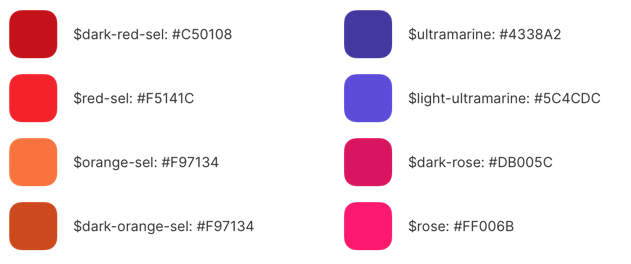 $dark-red-sel: #C50108
$red-sel: #F5141C
$orange-sel: #F97134
$dark-orange-sel: #F97134
$ultramarine: #4338A2
$light-ultramarine: #5C4CDC
$dark-rose: #DB005C
$rose: #FF006B